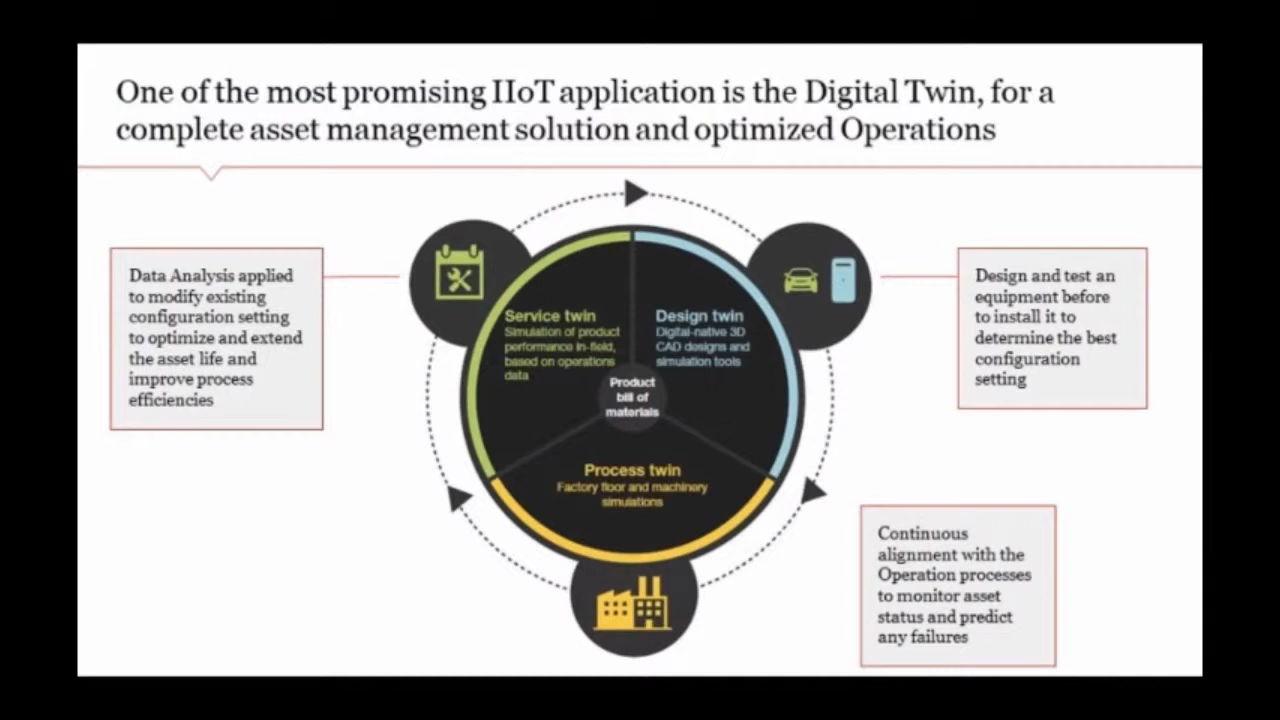 One of the most promising IIoT application is the Digital Twin, for a
complete asset management solution and optimized Operations
Data Analysis applied
to modify existing
configuration setting
to optimize and extend
the asset life and
improve process
efficiencies
Service twin
Simulation of product
performance in-field,
based on operations
data
Design twin
Digital-native 3D
CAD designs and
simulation tools
Product
bill of
materials
Process twin
Factory floor and machinery
simulations
Design and test an
equipment before
to install it to
determine the best
configuration
setting
Continuous
alignment with the
Operation processes
to monitor asset
status and predict
any failures